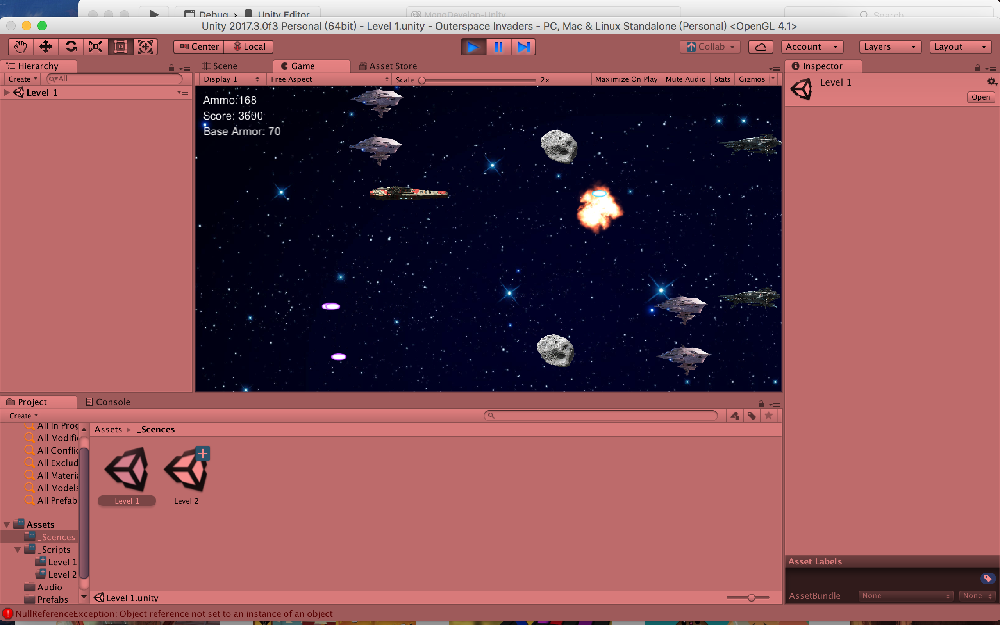 Debug › Unity Editor
MonoDevelop-Unity
Search
Unity 2017.3.0f3 Personal (64bit) - Level 1.unity - Outerspace Invaders - PC, Mac & Linux Standalone (Personal) <OpenGL 4.1>
Center Local
Collab Account Layers Layout
Hierarchy
Create All
Level 1
Scene Game Asset Store
Display 1 Free Aspect Scale 2x Maximize On Play Mute Audio Stats Gizmos
Ammo:168
Score: 3600
Base Armor: 70
Inspector
Level 1
Open
Project Console
Create
All In Prog
All Modifie
All Conflic
All Exclud
All Materia
All Models
All Prefab
Assets
_Scences
_Scripts
Level 1
Level 2
Audio
Prefabs
Assets ▸ _Scences
Level 1 Level 2
Level 1.unity
Asset Labels
AssetBundle None None
NullReferenceException: Object reference not set to an instance of an object